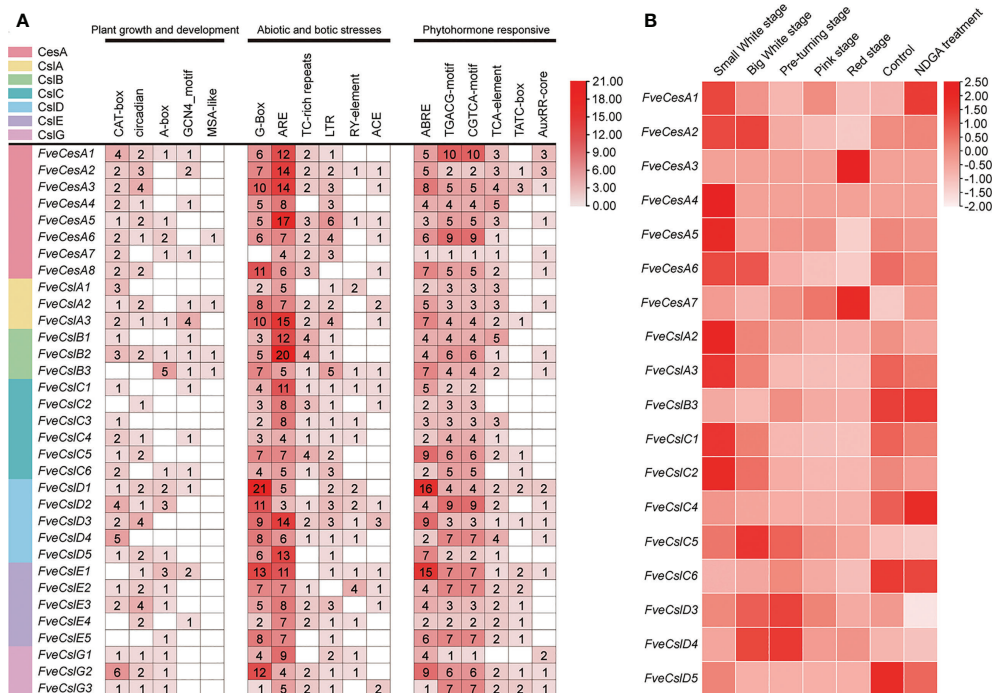 A
Plant growth and development
Abiotic and botic stresses
Phytohormone responsive
CesA
CslA
CslB
CslC
CslD
CslE
CslG
CAT-box
circadian
A-box
GCN4_motif
MSA-like
G-Box
ARE
TC-rich repeats
LTR
RY-element
ACE
ABRE
TGACG-motif
CGTCA-motif
TCA-element
TATC-box
AuxRR-core
21.00
18.00
15.00
12.00
9.00
6.00
3.00
0.00
FveCesA1 4 2 1 1 6 12 2 1 5 10 10 3 3
FveCesA2 2 3 2 7 14 2 2 1 1 5 2 2 3 1 3
FveCesA3 2 4 10 14 2 3 1 8 5 5 4 3 1
FveCesA4 2 1 1 5 8 3 4 4 4 5
FveCesA5 1 2 1 5 17 3 6 1 1 3 5 5 3 1
FveCesA6 2 1 2 1 6 7 2 4 1 6 9 9 2 1
FveCesA7 2 1 1 4 2 3 1 1 1 1 1
FveCesA8 2 2 11 6 3 1 7 5 5 2 1
FveCslA1 3 2 5 1 2 2 3 3 3
FveCslA2 1 2 1 1 8 7 2 2 2 5 3 3 3 1
FveCslA3 2 1 1 4 10 15 2 4 1 7 4 4 2 1
FveCslB1 1 1 3 12 4 1 4 4 4 5
FveCslB2 3 2 1 1 1 5 20 4 1 4 6 6 1 1
FveCslB3 5 1 1 7 5 1 5 1 1 7 4 4 2 1
FveCslC1 1 1 4 11 1 1 1 1 5 2 2
FveCslC2 1 3 8 3 1 1 2 3 3
FveCslC3 1 2 8 1 1 1 2 3 3 3
FveCslC4 2 1 1 3 4 1 1 1 2 4 4 1
FveCslC5 1 2 7 7 4 2 9 6 6 2 1
FveCslC6 2 1 1 4 5 1 3 2 5 5 1
FveCslD1 1 2 2 1 21 5 2 2 16 4 4 2 2 2
FveCslD2 4 1 3 11 3 1 2 2 1 4 9 9 2 1
FveCslD3 2 4 9 14 2 3 1 3 9 3 3 1 1 1
FveCslD4 5 8 6 1 1 1 2 7 7 4 1
FveCslD5 1 2 1 6 13 7 2 2 1
FveCslE1 1 3 2 13 11 1 1 1 15 7 7 1 2 1
FveCslE2 1 2 1 7 7 1 4 1 4 7 7 1 2
FveCslE3 2 4 1 5 8 2 3 1 4 3 3 2 2 1
FveCslE4 2 1 4 7 1 1 2 2 2 2 1
FveCslE5 1 8 7 6 7 7 2 1
FveCslG1 1 1 1 4 9 1 1 4 1 1 2
FveCslG2 6 2 1 12 4 2 1 1 9 6 6 2 1 1
FveCslG3 1 1 1 1 5 2 1 2 1 7 7 2 2 1
B
Small White stage
Big White stage
Pre-turning stage
Pink stage
Red stage
Control
NDGA treatment
2.50
2.00
1.50
1.00
0.50
0.00
-0.50
-1.00
-1.50
-2.00
FveCesA1
FveCesA2
FveCesA3
FveCesA4
FveCesA5
FveCesA6
FveCesA7
FveCslA2
FveCslA3
FveCslB3
FveCslC1
FveCslC2
FveCslC4
FveCslC5
FveCslC6
FveCslD3
FveCslD4
FveCslD5